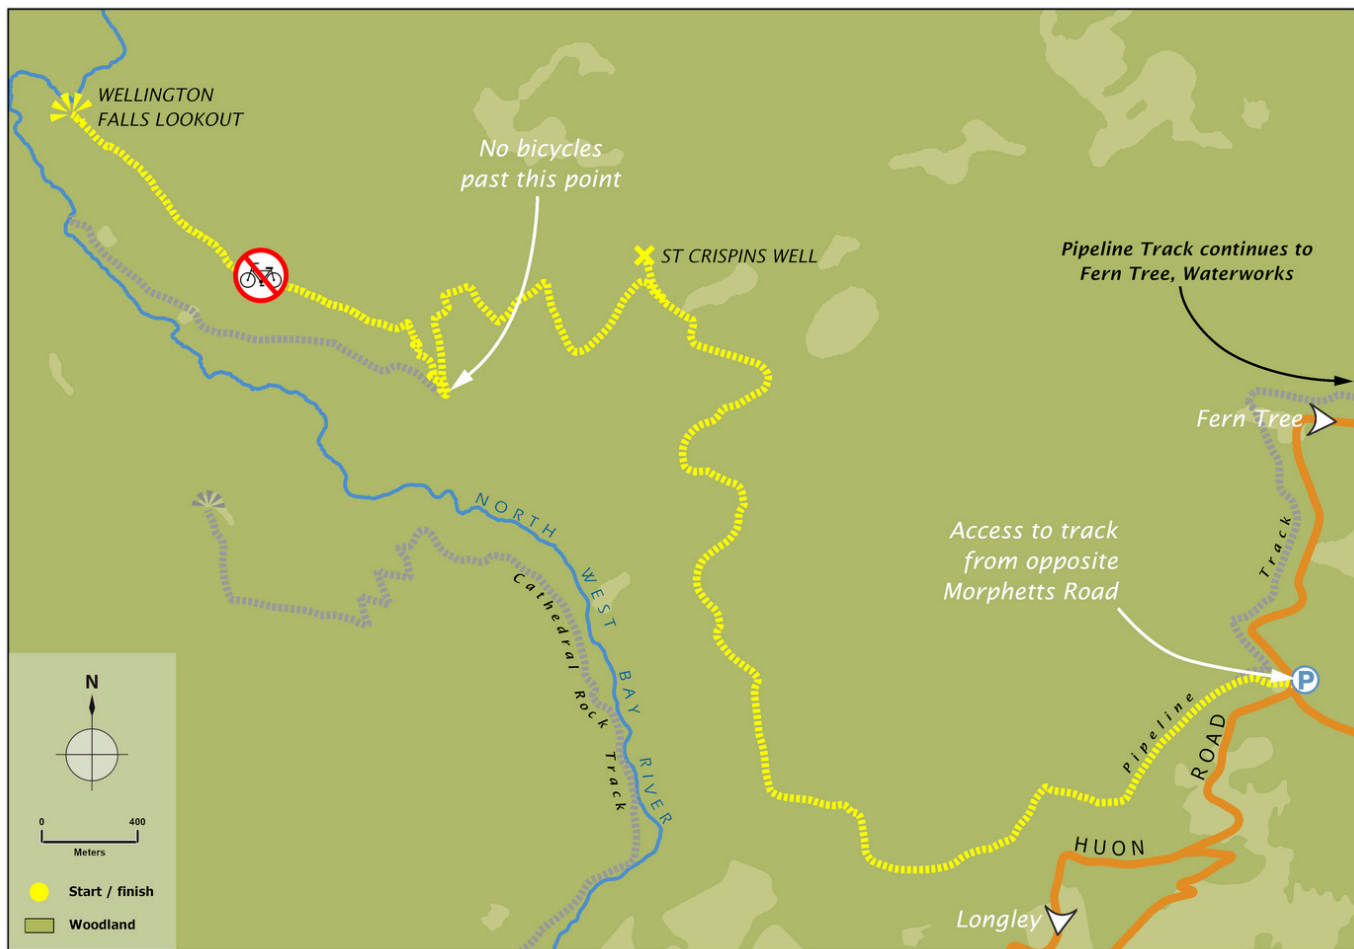 WELLINGTON
FALLS LOOKOUT
No bicycles
past this point
ST CRISPINS WELL
Pipeline Track continues to
Fern Tree, Waterworks
Fern Tree
Access to track
from opposite
Morphetts Road
NORTH WEST BAY RIVER
Cathedral Rock Track
Pipeline Track
P
HUON ROAD
Longley
N
0 400
Meters
Start / finish
Woodland